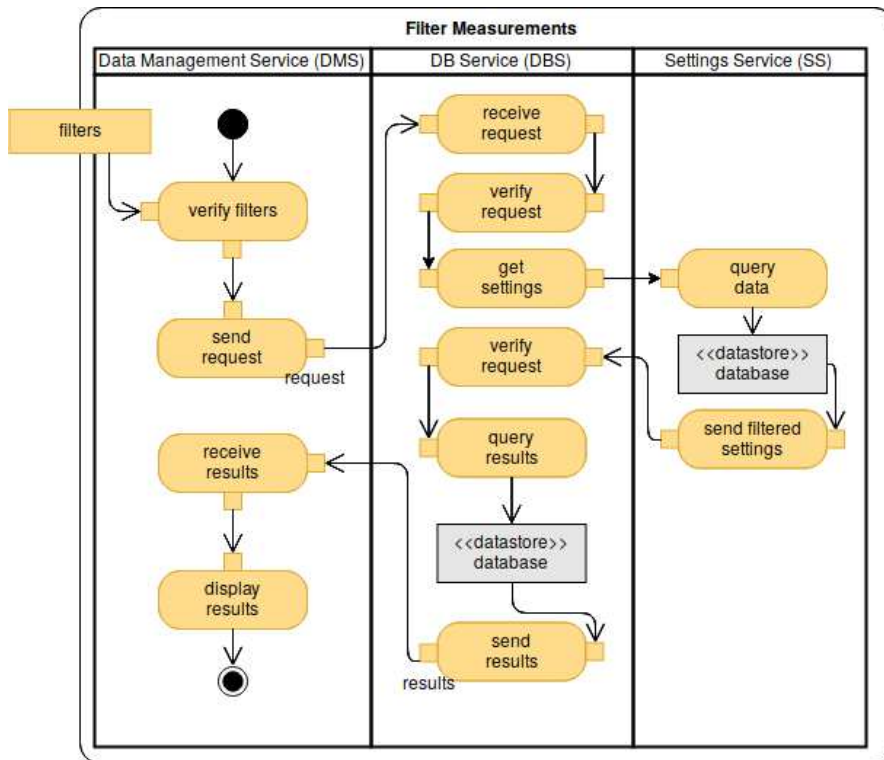 Filter Measurements
Data Management Service (DMS)
DB Service (DBS)
Settings Service (SS)
filters
verify filters
send
request
request
receive
results
display
results
receive
request
verify
request
get
settings
verify
request
query
results
<<datastore>>
database
send
results
results
query
data
<<datastore>>
database
send filtered
settings